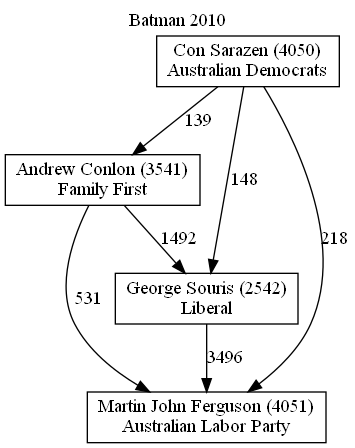 Batman 2010
Con Sarazen (4050)
Australian Democrats
139
Andrew Conlon (3541)
Family First
148
1492
218
531
George Souris (2542)
Liberal
3496
Martin John Ferguson (4051)
Australian Labor Party